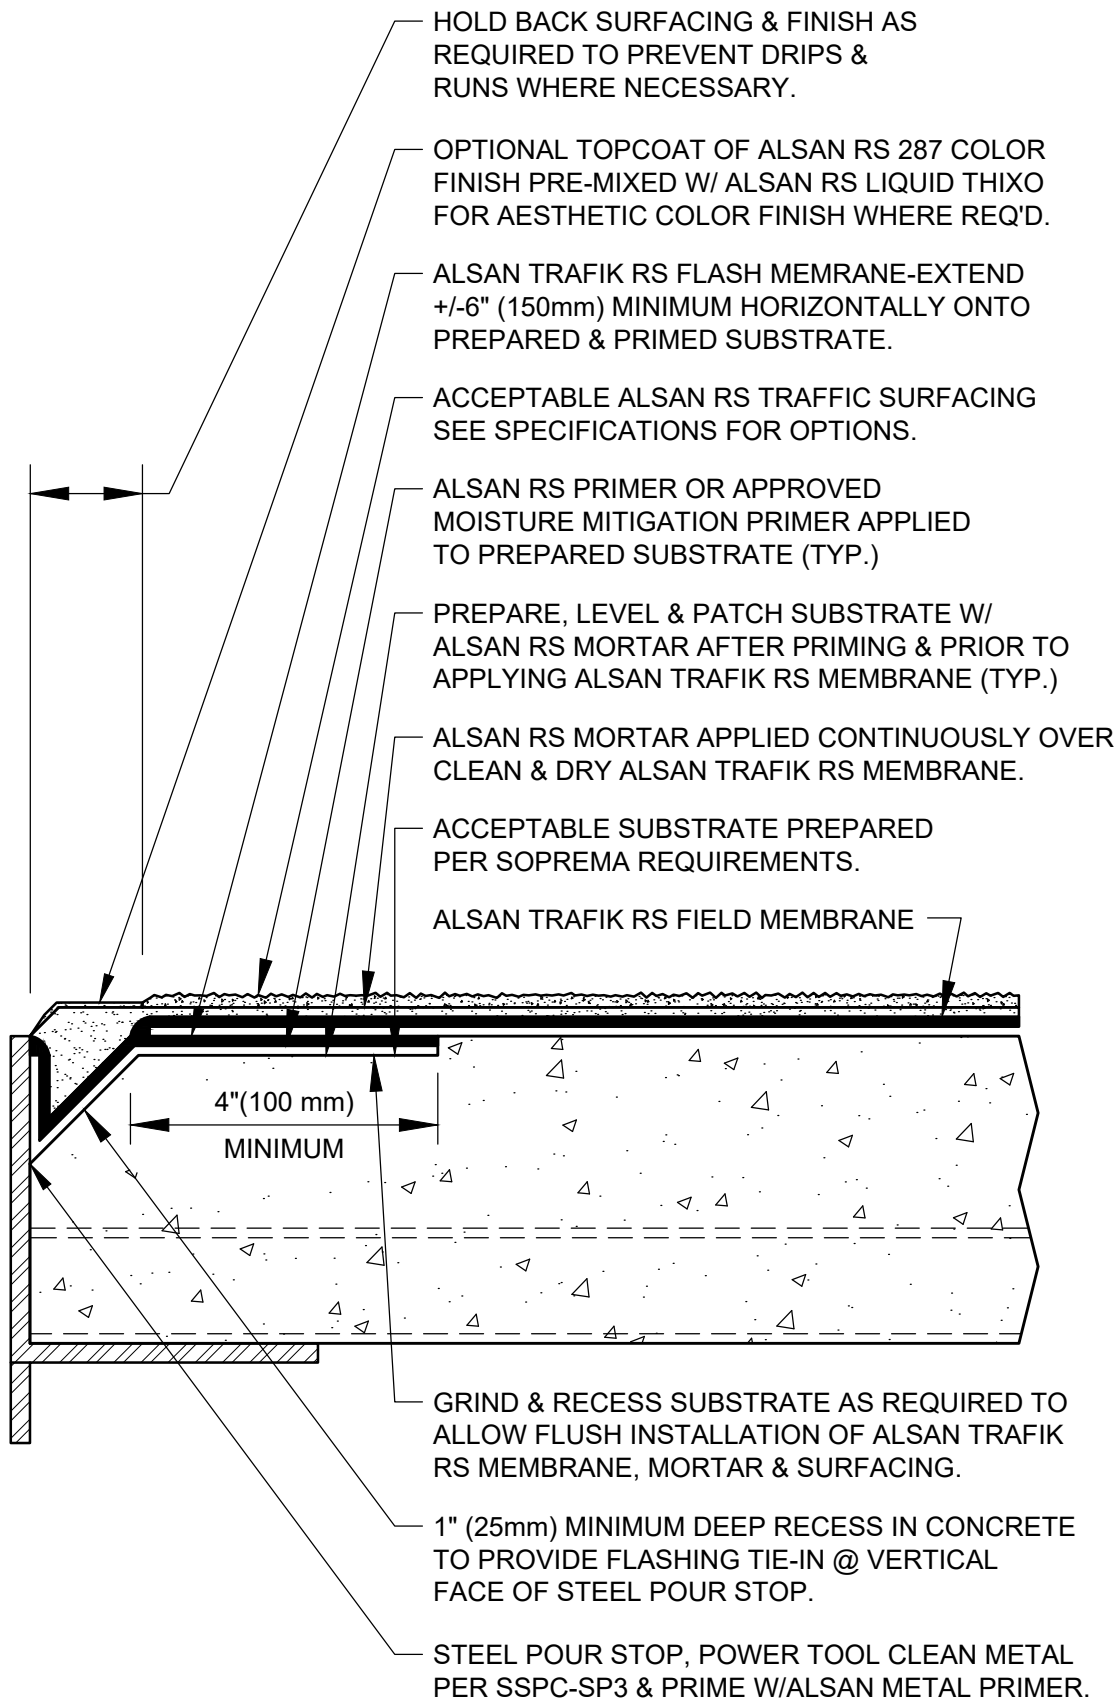 HOLD BACK SURFACING & FINISH AS
REQUIRED TO PREVENT DRIPS &
RUNS WHERE NECESSARY.
OPTIONAL TOPCOAT OF ALSAN RS 287 COLOR
FINISH PRE-MIXED W/ ALSAN RS LIQUID THIXO
FOR AESTHETIC COLOR FINISH WHERE REQ'D.
ALSAN TRAFIK RS FLASH MEMRANE-EXTEND
+/-6" (150mm) MINIMUM HORIZONTALLY ONTO
PREPARED & PRIMED SUBSTRATE.
ACCEPTABLE ALSAN RS TRAFFIC SURFACING
SEE SPECIFICATIONS FOR OPTIONS.
ALSAN RS PRIMER OR APPROVED
MOISTURE MITIGATION PRIMER APPLIED
TO PREPARED SUBSTRATE (TYP.)
PREPARE, LEVEL & PATCH SUBSTRATE W/
ALSAN RS MORTAR AFTER PRIMING & PRIOR TO
APPLYING ALSAN TRAFIK RS MEMBRANE (TYP.)
ALSAN RS MORTAR APPLIED CONTINUOUSLY OVER
CLEAN & DRY ALSAN TRAFIK RS MEMBRANE.
ACCEPTABLE SUBSTRATE PREPARED
PER SOPREMA REQUIREMENTS.
ALSAN TRAFIK RS FIELD MEMBRANE
4"(100 mm)
MINIMUM
GRIND & RECESS SUBSTRATE AS REQUIRED TO
ALLOW FLUSH INSTALLATION OF ALSAN TRAFIK
RS MEMBRANE, MORTAR & SURFACING.
1" (25mm) MINIMUM DEEP RECESS IN CONCRETE
TO PROVIDE FLASHING TIE-IN @ VERTICAL
FACE OF STEEL POUR STOP.
STEEL POUR STOP, POWER TOOL CLEAN METAL
PER SSPC-SP3 & PRIME W/ALSAN METAL PRIMER.